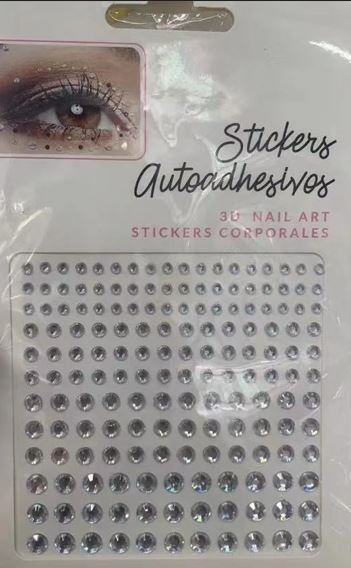 Stickers
Autoadhesivos
3D NAIL ART
STICKERS CORPORALES